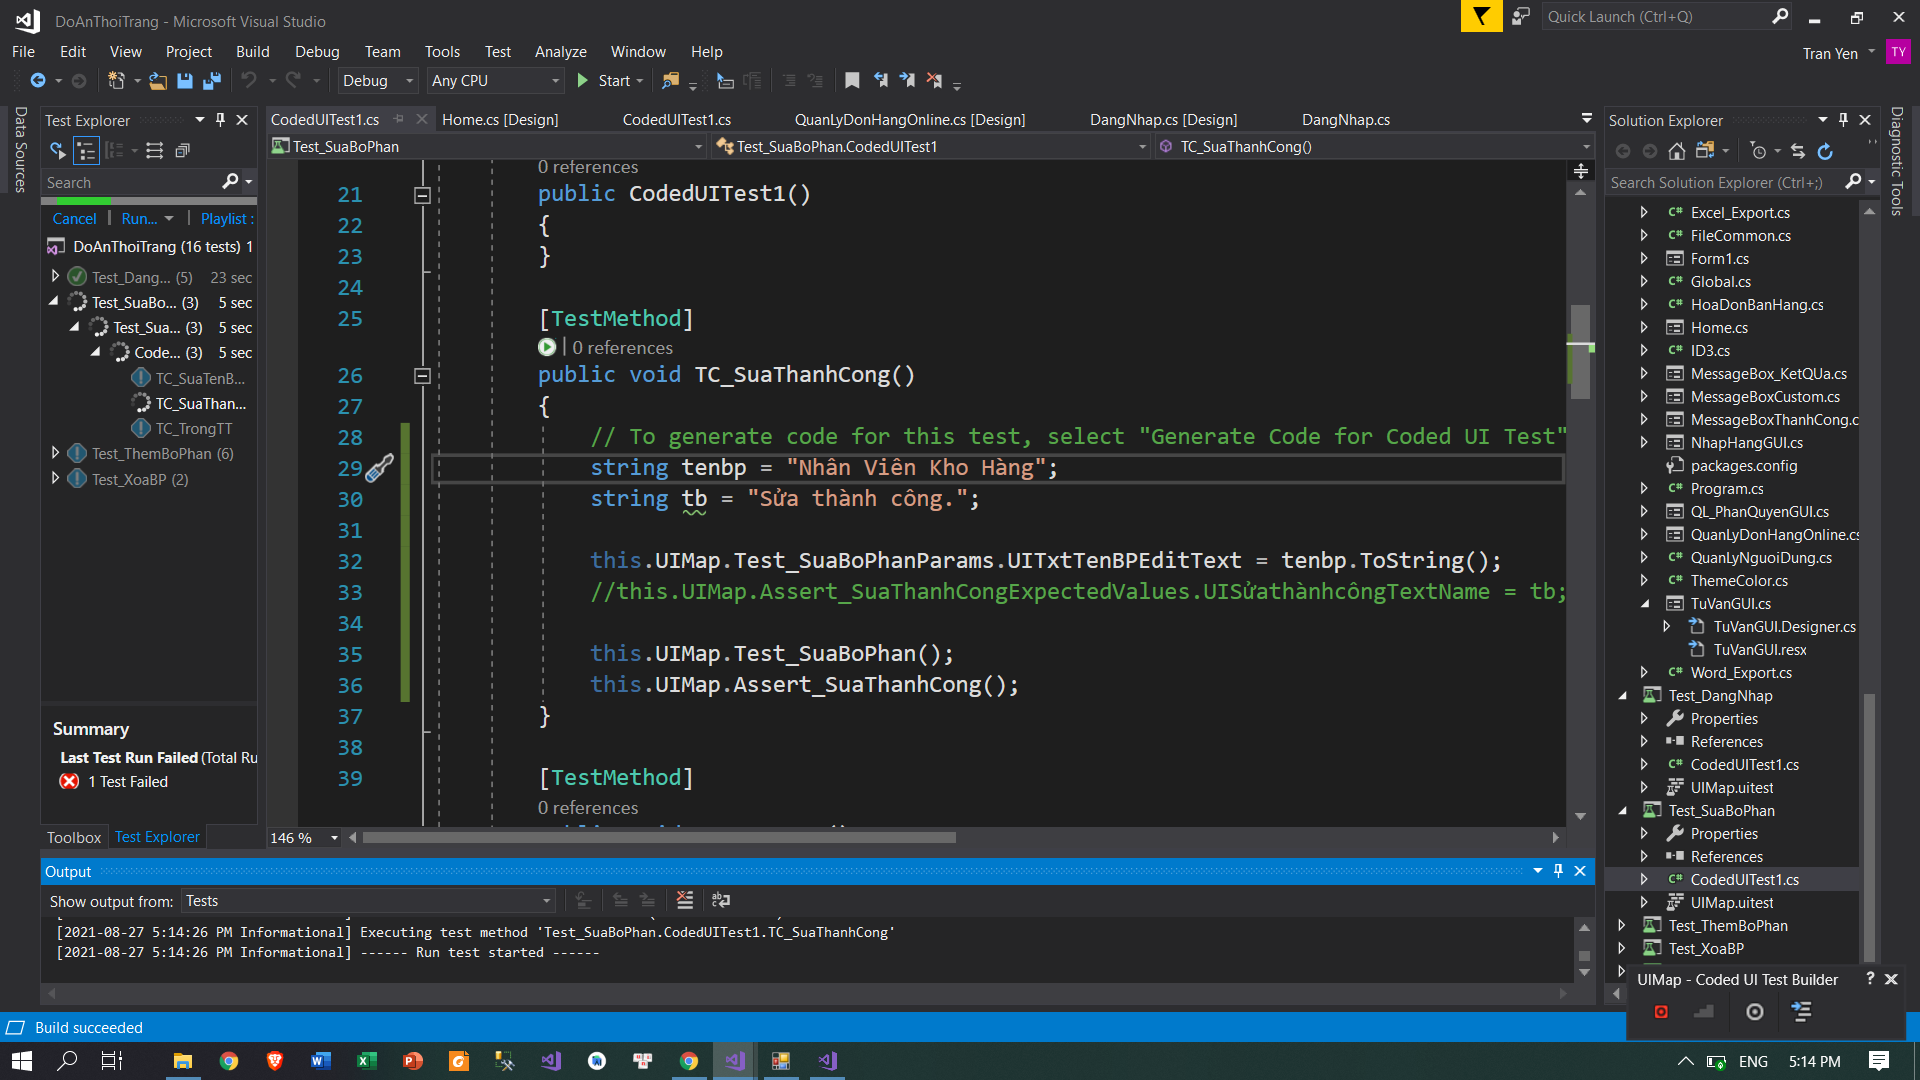 DoAnThoiTrang - Microsoft Visual Studio
Quick Launch (Ctrl+Q)
File Edit View Project Build Debug Team Tools Test Analyze Window Help
Tran Yen
TY
Debug
Any CPU
Start
Data Sources
Test Explorer
Search
Cancel
Run...
Playlist :
DoAnThoiTrang (16 tests) 1
Test_Dang... (5) 23 sec
Test_SuaBo... (3) 5 sec
Test_Sua... (3) 5 sec
Code... (3) 5 sec
TC_SuaTenB...
TC_SuaThan...
TC_TrongTT
Test_ThemBoPhan (6)
Test_XoaBP (2)
Summary
Last Test Run Failed (Total Ru
1 Test Failed
Toolbox
Test Explorer
CodedUITest1.cs
Home.cs [Design]
CodedUITest1.cs
QuanLyDonHangOnline.cs [Design]
DangNhap.cs [Design]
DangNhap.cs
Test_SuaBoPhan
Test_SuaBoPhan.CodedUITest1
TC_SuaThanhCong()
0 references
21 public CodedUITest1()
22 {
23 }
24
25 [TestMethod]
| 0 references
26 public void TC_SuaThanhCong()
27 {
28 // To generate code for this test, select "Generate Code for Coded UI Test"
29 string tenbp = "Nhân Viên Kho Hàng";
30 string tb = "Sửa thành công.";
31
32 this.UIMap.Test_SuaBoPhanParams.UITxtTenBPEditText = tenbp.ToString();
33 //this.UIMap.Assert_SuaThanhCongExpectedValues.UISửathànhcôngTextName = tb;
34
35 this.UIMap.Test_SuaBoPhan();
36 this.UIMap.Assert_SuaThanhCong();
37 }
38
39 [TestMethod]
0 references
146 %
Output
Show output from: Tests
[2021-08-27 5:14:26 PM Informational] Executing test method 'Test_SuaBoPhan.CodedUITest1.TC_SuaThanhCong'
[2021-08-27 5:14:26 PM Informational] ------ Run test started ------
Solution Explorer
Search Solution Explorer (Ctrl+;)
Excel_Export.cs
FileCommon.cs
Form1.cs
Global.cs
HoaDonBanHang.cs
Home.cs
ID3.cs
MessageBox_KetQUa.cs
MessageBoxCustom.cs
MessageBoxThanhCong.c
NhapHangGUI.cs
packages.config
Program.cs
QL_PhanQuyenGUI.cs
QuanLyDonHangOnline.cs
QuanLyNguoiDung.cs
ThemeColor.cs
TuVanGUI.cs
TuVanGUI.Designer.cs
TuVanGUI.resx
Word_Export.cs
Test_DangNhap
Properties
References
CodedUITest1.cs
UIMap.uitest
Test_SuaBoPhan
Properties
References
CodedUITest1.cs
UIMap.uitest
Test_ThemBoPhan
Test_XoaBP
Diagnostic Tools
UIMap - Coded UI Test Builder
Build succeeded
ENG
5:14 PM